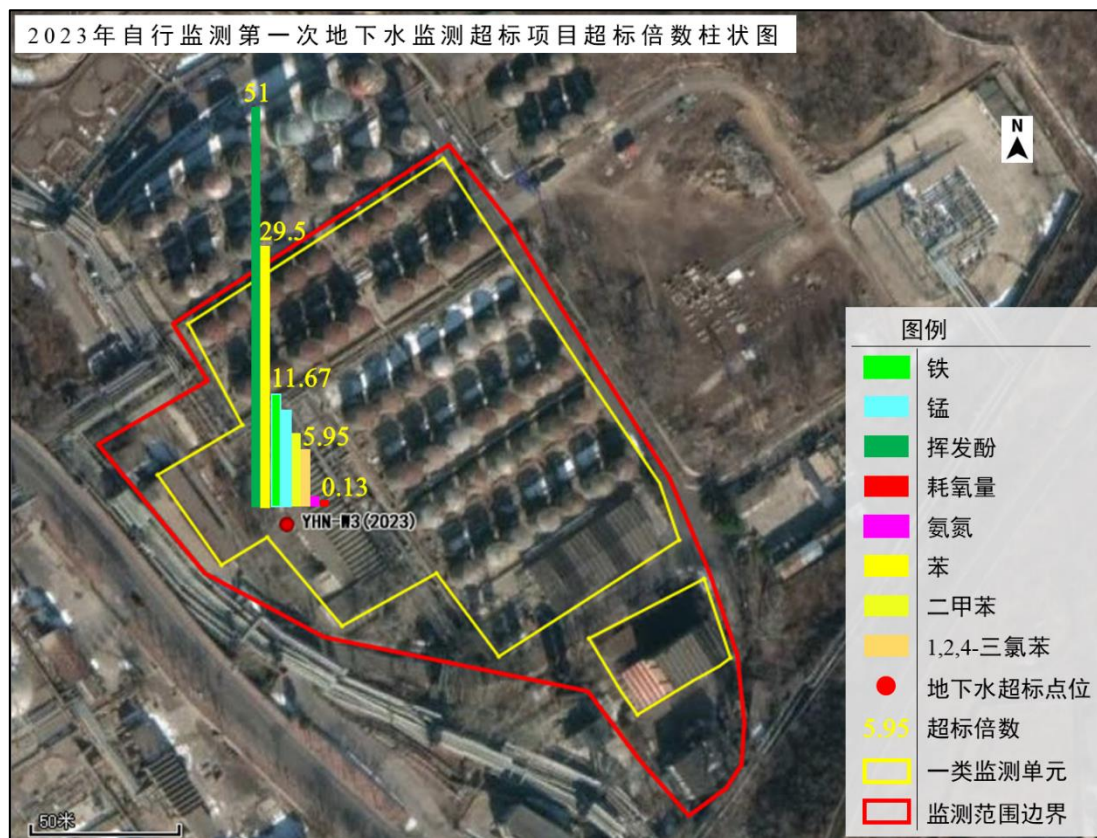 2023年自行监测第一次地下水监测超标项目超标倍数柱状图
51
N
29.5
11.67
5.95
0.13
YHN-W3(2023)
图例
铁
锰
挥发酚
耗氧量
氨氮
苯
二甲苯
1,2,4-三氯苯
地下水超标点位
5.95 超标倍数
一类监测单元
监测范围边界
50米